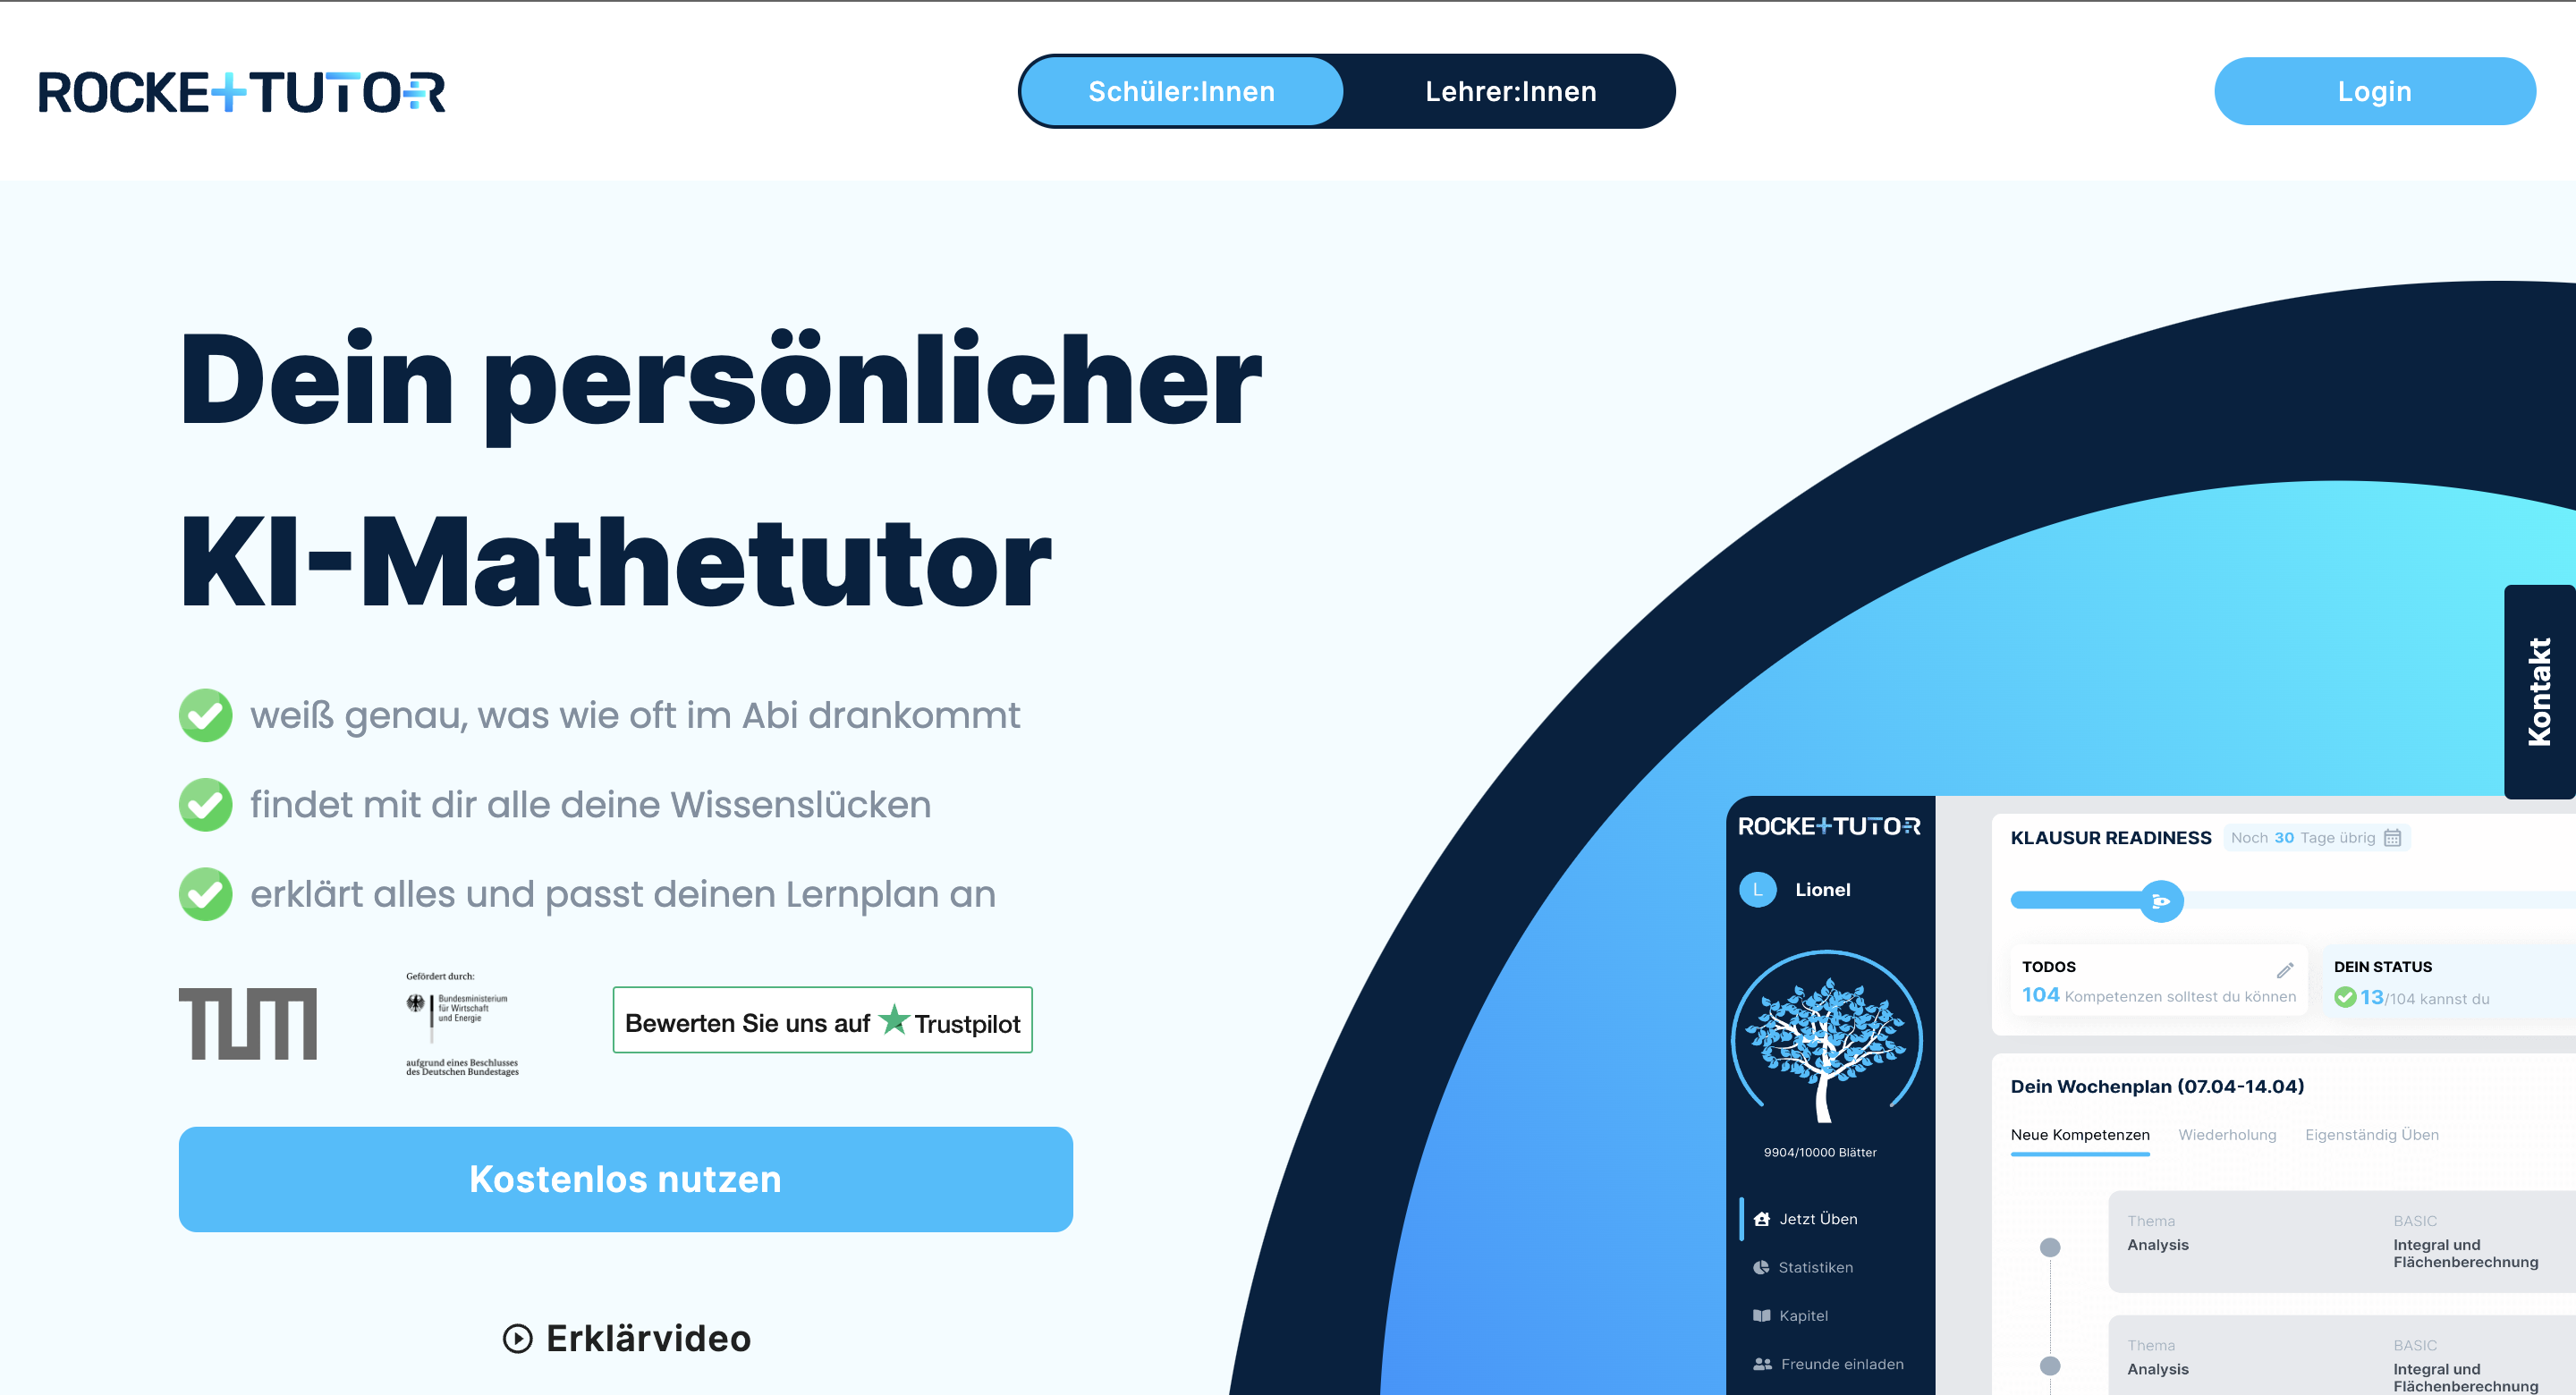 ROCKETTUTOR
Schüler:Innen
Lehrer:Innen
Login
Dein persönlicher
KI-Mathetutor
weiß genau, was wie oft im Abi drankommt
findet mit dir alle deine Wissenslücken
erklärt alles und passt deinen Lernplan an
TUM
Gefördert durch:
Bundesministerium
für Wirtschaft
und Energie
aufgrund eines Beschlusses
des Deutschen Bundestages
Bewerten Sie uns auf Trustpilot
Kostenlos nutzen
Erklärvideo
Kontakt
ROCKETTUTOR
L
Lionel
9904/10000 Blätter
Jetzt Üben
Statistiken
Kapitel
Freunde einladen
KLAUSUR READINESS
Noch 30 Tage übrig
TODOS
104 Kompetenzen solltest du können
DEIN STATUS
13/104 kannst du
Dein Wochenplan (07.04-14.04)
Neue Kompetenzen
Wiederholung
Eigenständig Üben
Thema
Analysis
BASIC
Integral und
Flächenberechnung
Thema
Analysis
BASIC
Integral und
Flächenberechnung